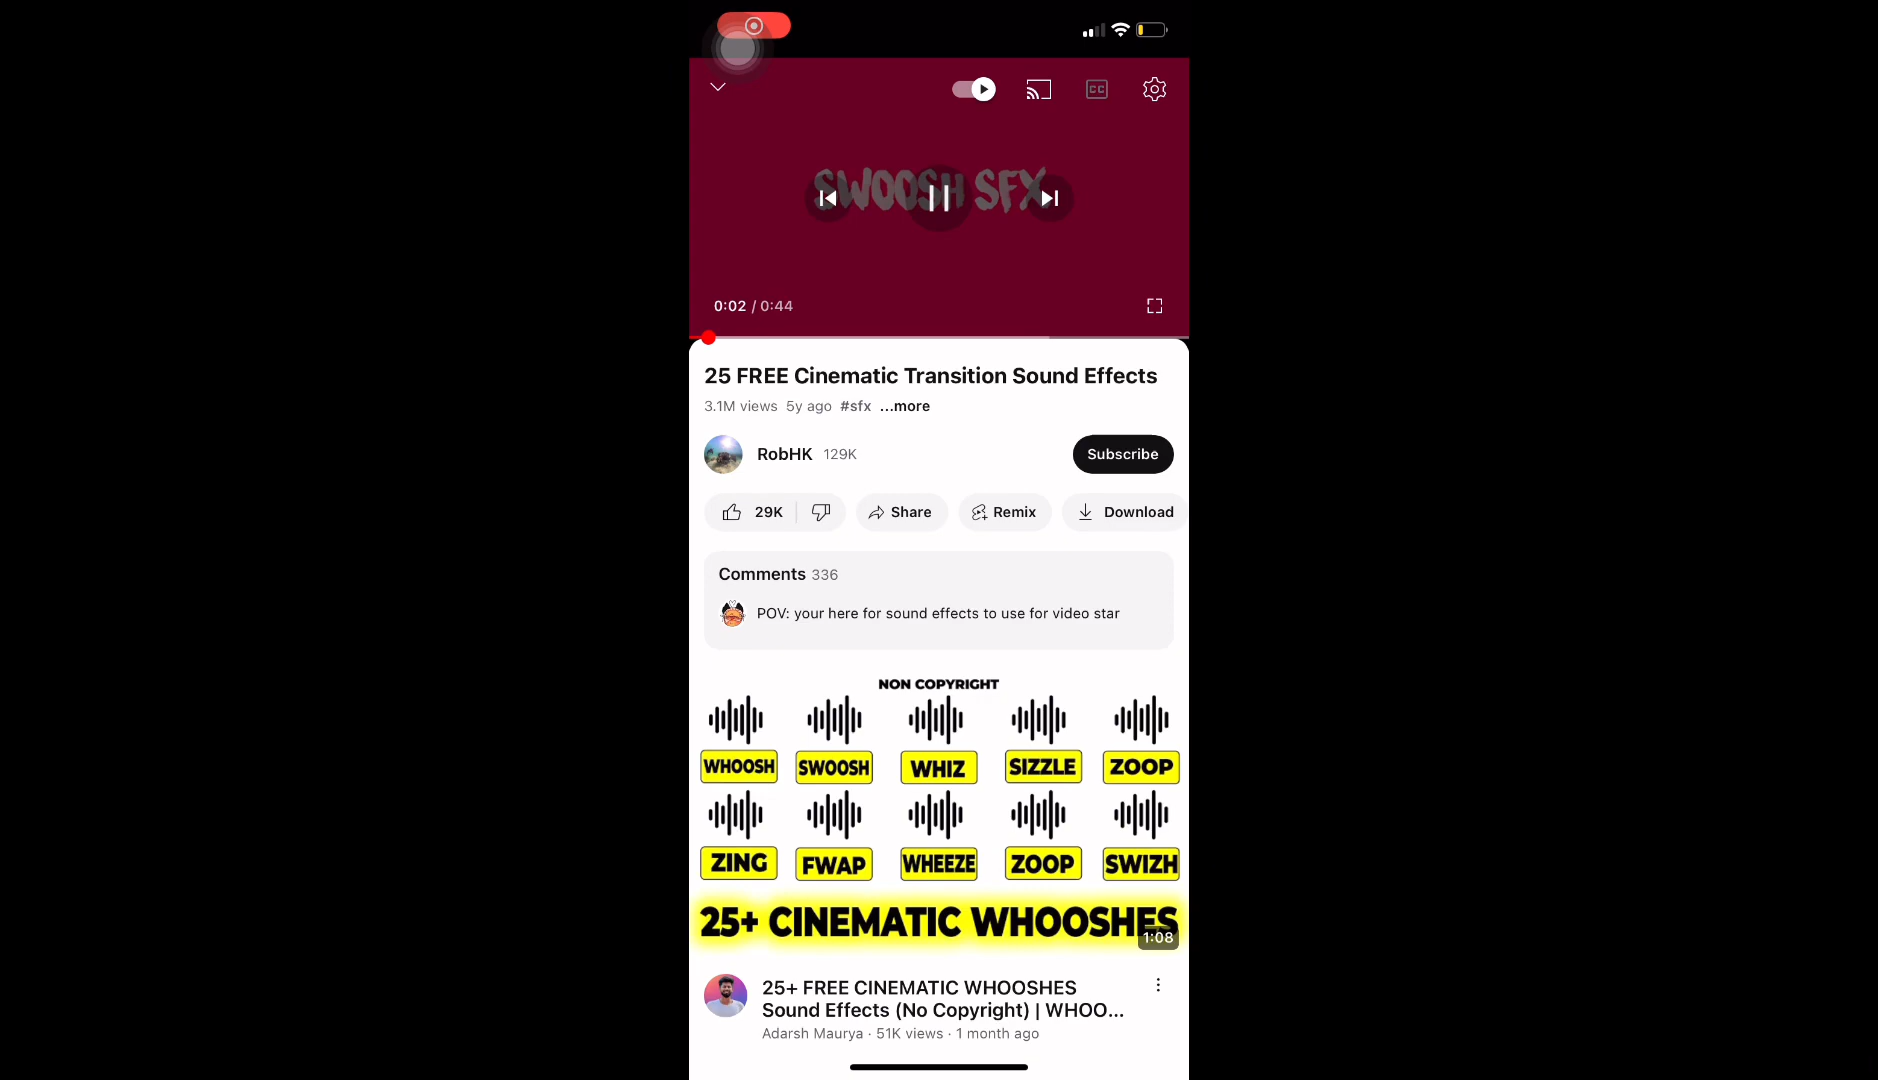 CC
SWOOSH SFX
0:02 / 0:44
25 FREE Cinematic Transition Sound Effects
3.1M views 5y ago #sfx ...more
RobHK 129K
Subscribe
29K
Share
Remix
Download
Comments 336
POV: your here for sound effects to use for video star
NON COPYRIGHT
WHOOSH SWOOSH WHIZ SIZZLE ZOOP
ZING FWAP WHEEZE ZOOP SWIZH
25+ CINEMATIC WHOOSHES
1:08
25+ FREE CINEMATIC WHOOSHES
Sound Effects (No Copyright) | WHOO...
Adarsh Maurya · 51K views · 1 month ago